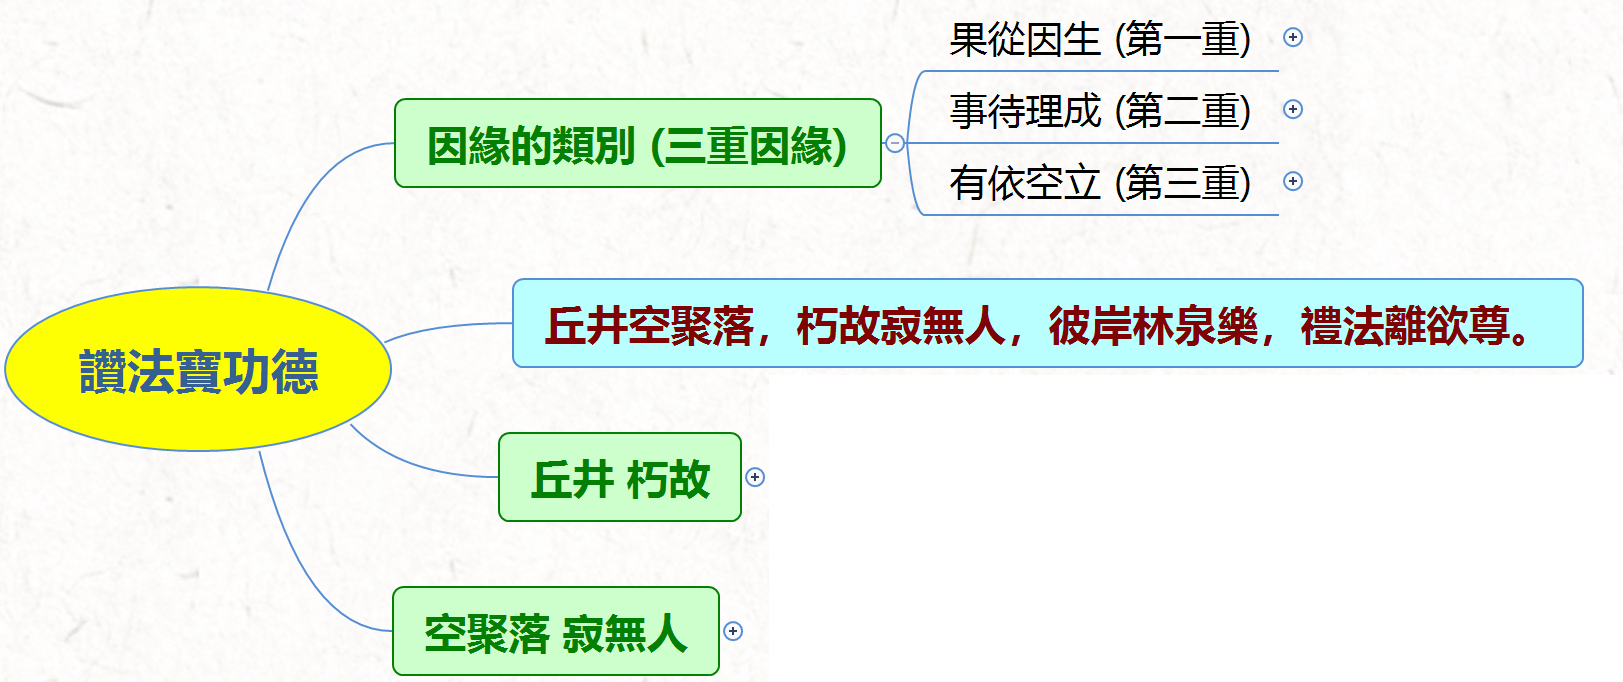 讚法寶功德
因緣的類別 (三重因緣)
果從因生 (第一重)
事待理成 (第二重)
有依空立 (第三重)
丘井空聚落，朽故寂無人，彼岸林泉樂，禮法離欲尊。
丘井 朽故
空聚落 寂無人